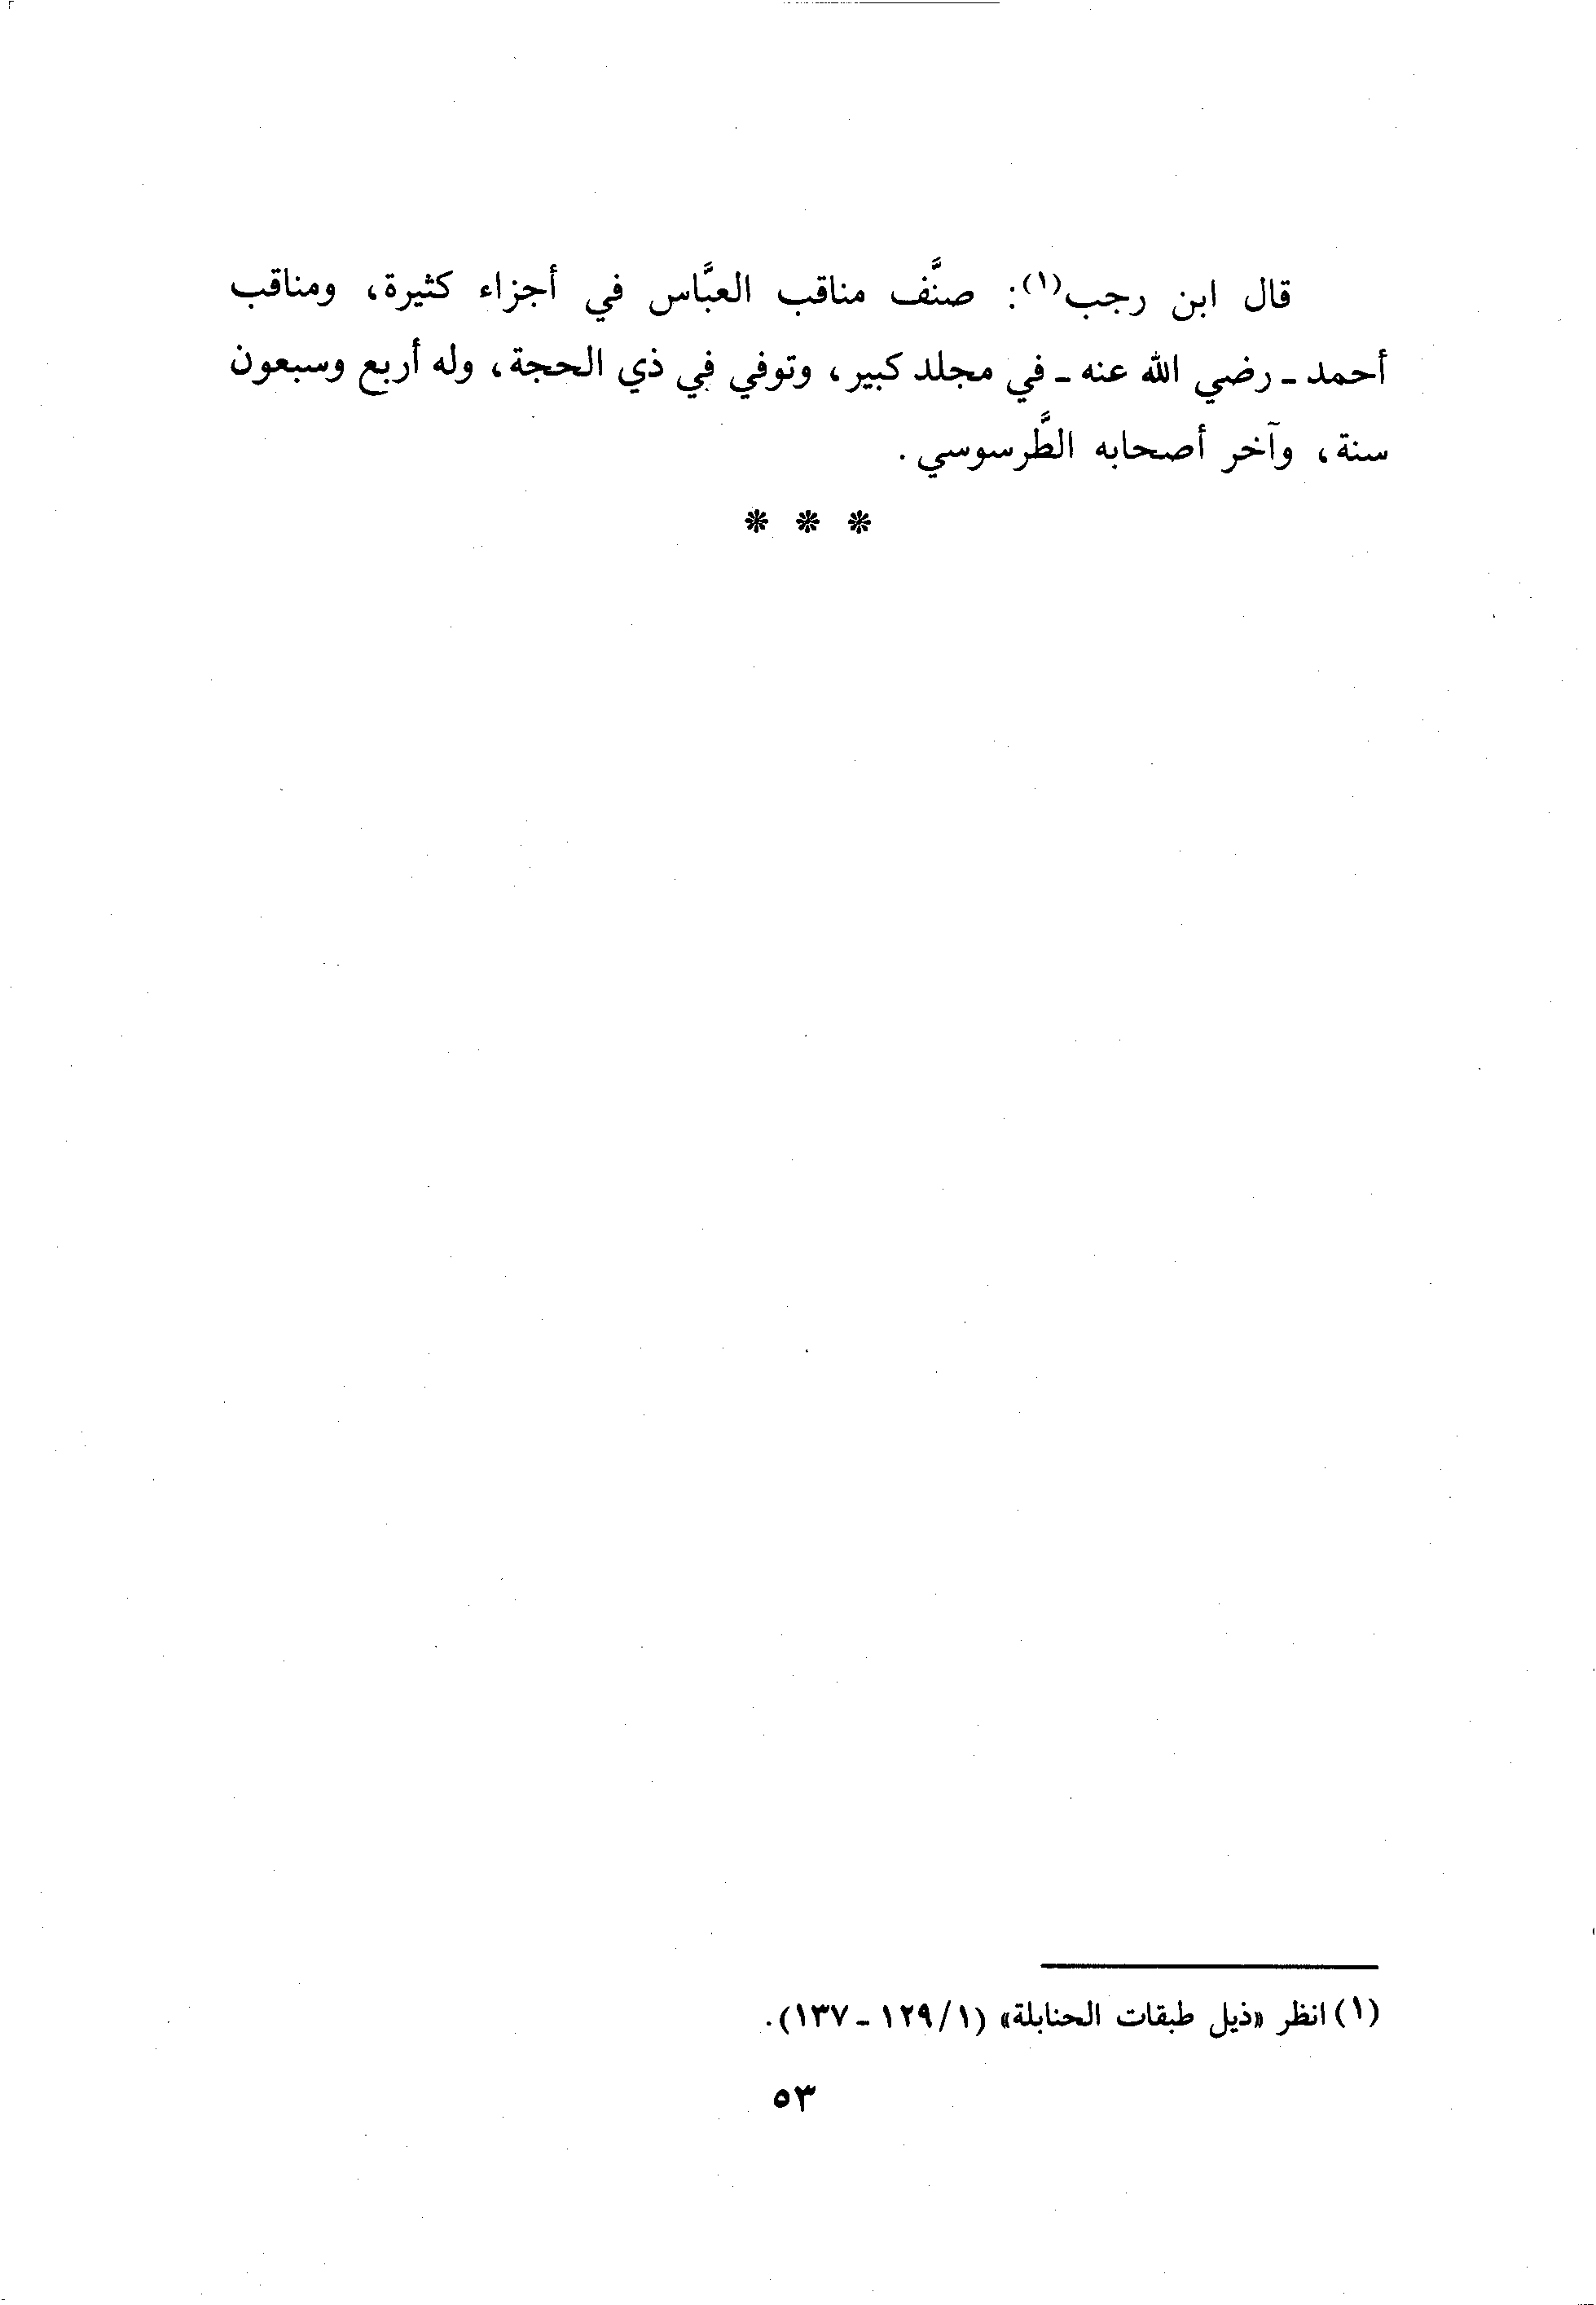 قال ابن رجب(١): صنَّف مناقب العبَّاس في أجزاء كثيرة، ومناقب
أحمد ـ رضي الله عنه ـ في مجلد كبير، وتوفي في ذي الحجة، وله أربع وسبعون
سنة، وآخر أصحابه الطَّرسوسي.
* * *
(١) انظر «ذيل طبقات الحنابلة» (١/ ١٢٩ ـ ١٣٧).
٥٣